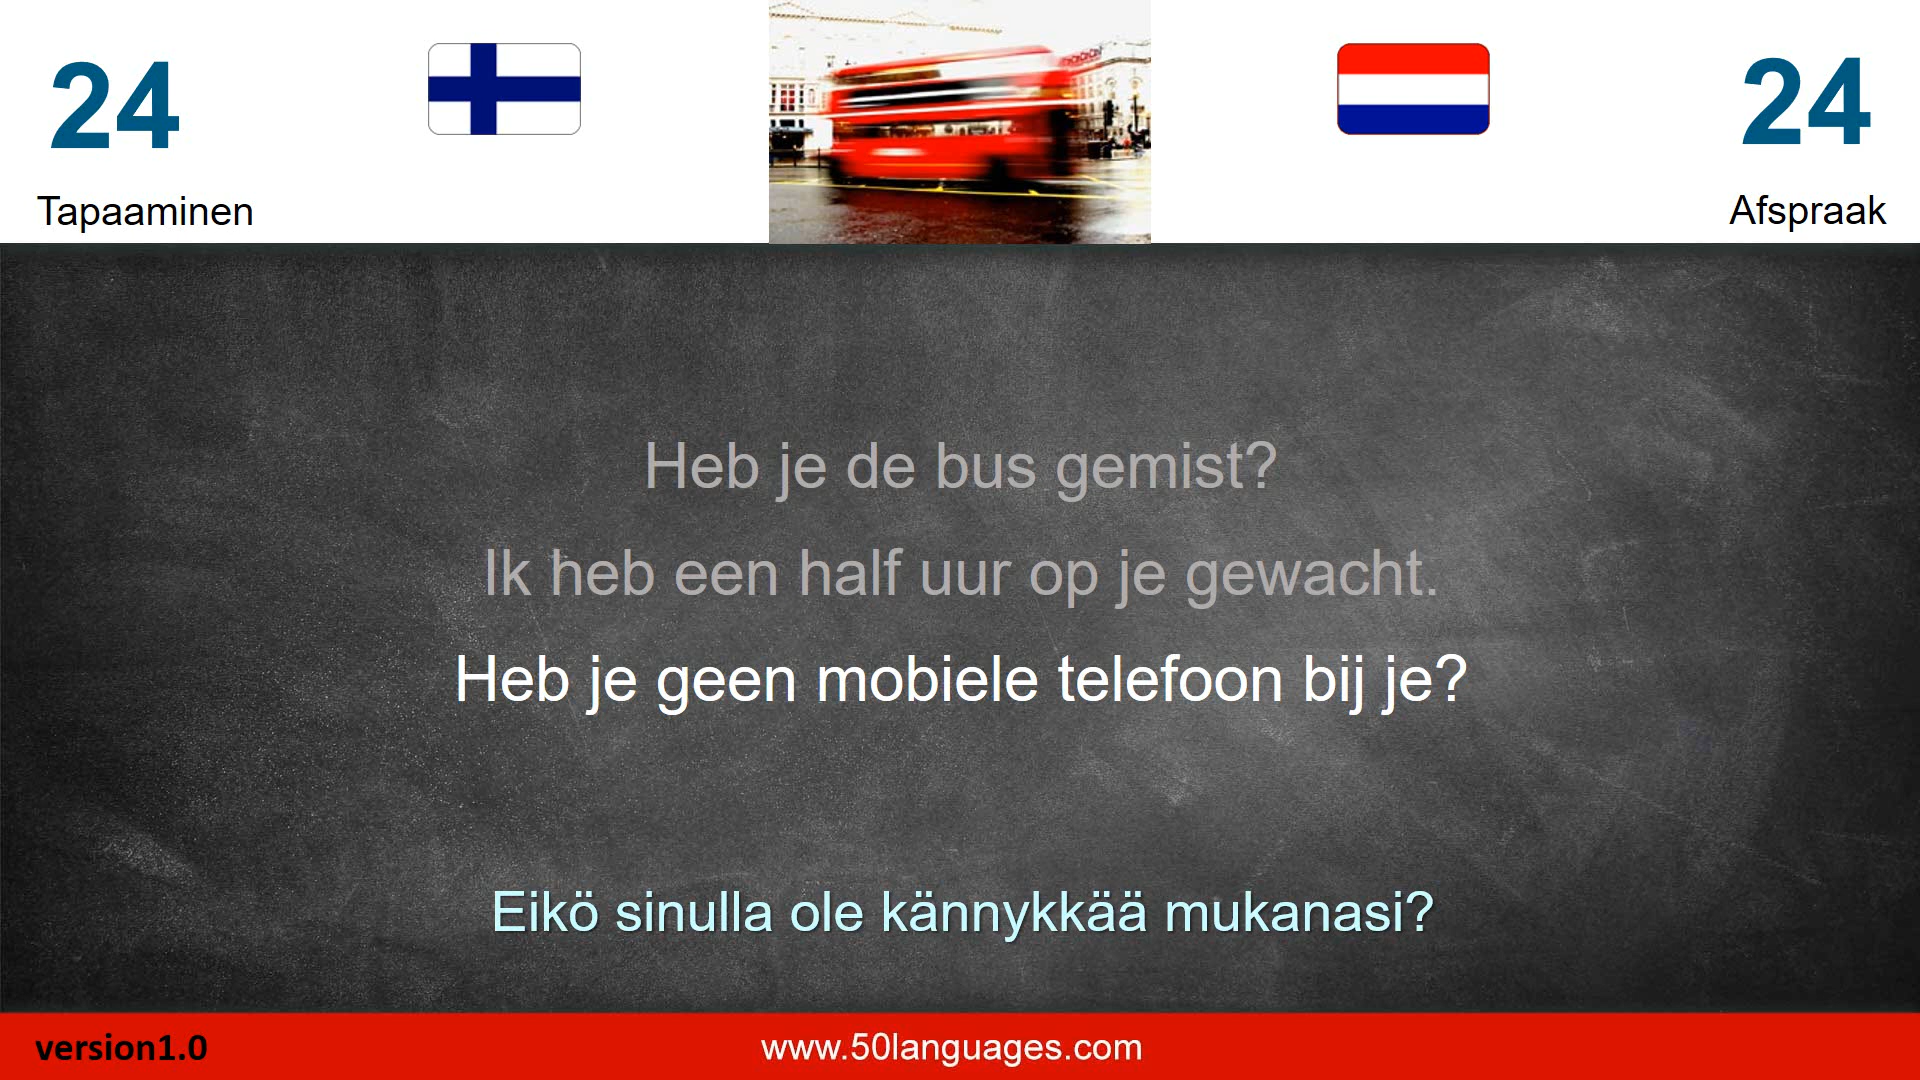 24
24
Tapaaminen
Afspraak
Heb je de bus gemist?
Ik heb een half uur op je gewacht.
Heb je geen mobiele telefoon bij je?
Eikö sinulla ole kännykkää mukanasi?
version1.0
www.50languages.com